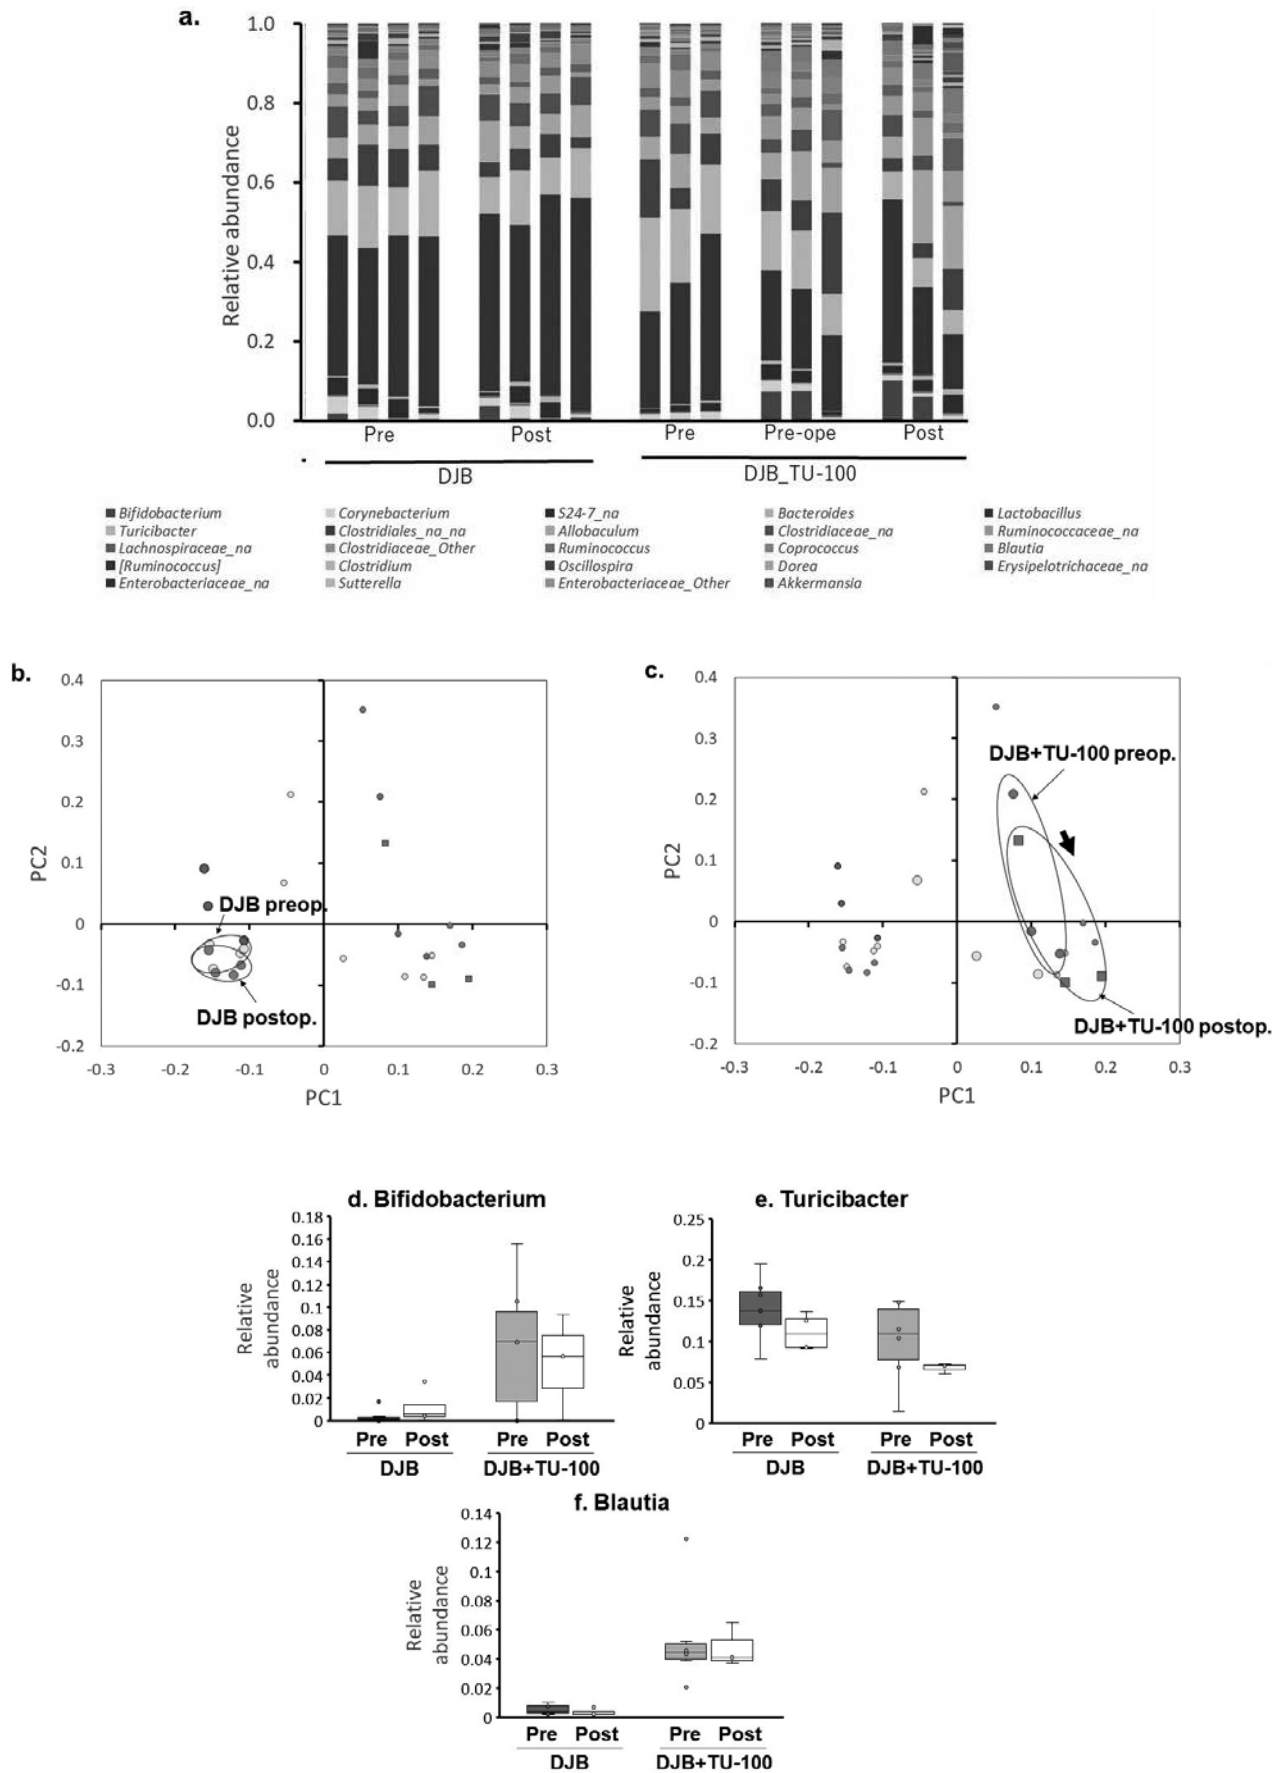 a.
1.0
0.8
0.6
0.4
0.2
0.0
Relative abundance
Pre Post Pre Pre-ope Post
DJB DJB_TU-100
Bifidobacterium Corynebacterium S24-7_na Bacteroides Lactobacillus
Turicibacter Clostridiales_na_na Allobaculum Clostridiaceae_na Ruminococcaceae_na
Lachnospiraceae_na Clostridiaceae_Other Ruminococcus Coprococcus Blautia
[Ruminococcus] Clostridium Oscillospira Dorea Erysipelotrichaceae_na
Enterobacteriaceae_na Sutterella Enterobacteriaceae_Other Akkermansia
b.
0.4
0.3
0.2
0.1
0
-0.1
-0.2
PC2
DJB preop.
DJB postop.
-0.3 -0.2 -0.1 0 0.1 0.2 0.3
PC1
c.
0.4
0.3
0.2
0.1
0
-0.1
-0.2
PC2
DJB+TU-100 preop.
DJB+TU-100 postop.
-0.3 -0.2 -0.1 0 0.1 0.2 0.3
PC1
d. Bifidobacterium
0.18
0.16
0.14
0.12
0.1
0.08
0.06
0.04
0.02
0
Relative
abundance
Pre Post Pre Post
DJB DJB+TU-100
e. Turicibacter
0.25
0.2
0.15
0.1
0.05
0
Relative
abundance
Pre Post Pre Post
DJB DJB+TU-100
f. Blautia
0.14
0.12
0.1
0.08
0.06
0.04
0.02
0
Relative
abundance
Pre Post Pre Post
DJB DJB+TU-100